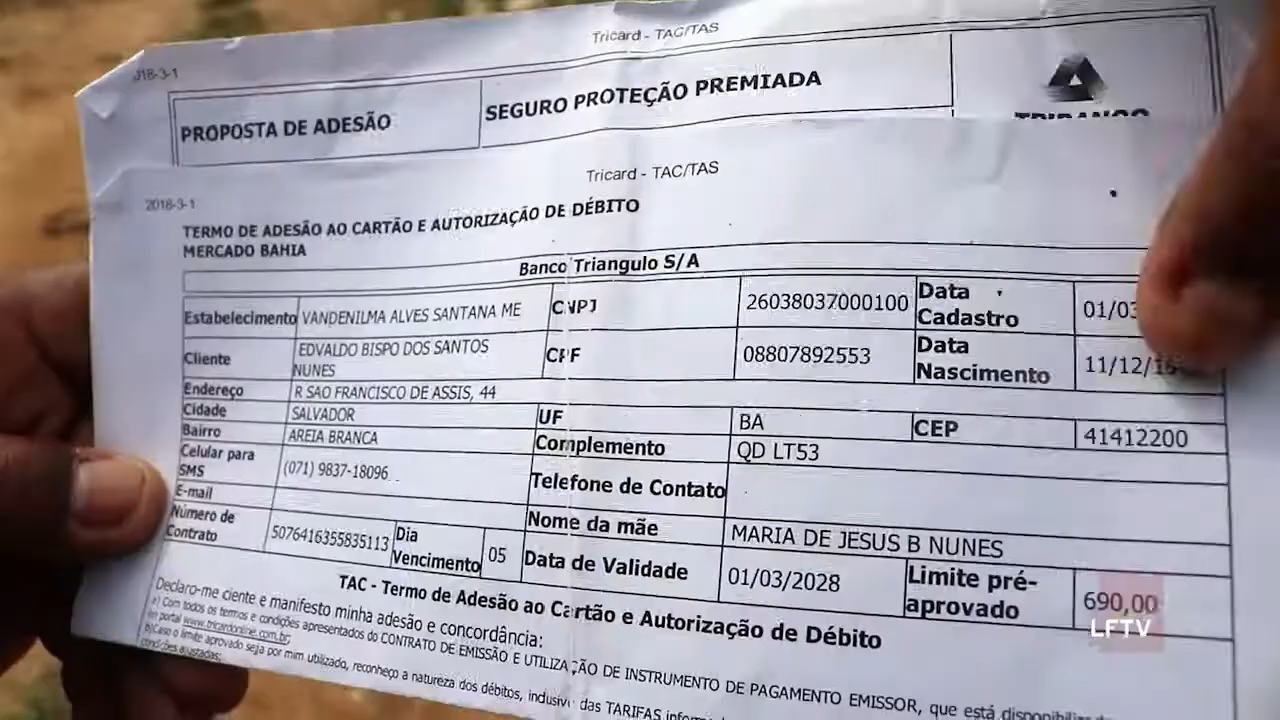 Tricard - TAC/TAS
018-3-1
PROPOSTA DE ADESÃO
SEGURO PROTEÇÃO PREMIADA
TRIBANCO
Tricard - TAC/TAS
2018-3-1
TERMO DE ADESÃO AO CARTÃO E AUTORIZAÇÃO DE DÉBITO
MERCADO BAHIA
Banco Triangulo S/A
Estabelecimento VANDENILMA ALVES SANTANA ME CNPJ 26038037000100 Data Cadastro 01/03
Cliente EDVALDO BISPO DOS SANTOS NUNES CPF 08807892553 Data Nascimento 11/12/
Endereço R SAO FRANCISCO DE ASSIS, 44
Cidade SALVADOR UF BA CEP 41412200
Bairro AREIA BRANCA Complemento QD LT53
Celular para SMS (071) 9837-18096 Telefone de Contato
E-mail Nome da mãe MARIA DE JESUS B NUNES
Número de Contrato 5076416355835113 Dia Vencimento 05 Data de Validade 01/03/2028 Limite pré-aprovado 690,00
LFTV
TAC - Termo de Adesão ao Cartão e Autorização de Débito
Declaro-me ciente e manifesto minha adesão e concordância:
a) Com todos os termos e condições apresentados do CONTRATO DE EMISSÃO E UTILIZAÇÃO DE INSTRUMENTO DE PAGAMENTO EMISSOR, que está
portal www.tricardonline.com.br
b)Caso o limite aprovado seja por mim utilizado, reconheço a natureza dos débitos, inclusive das TARIFAS
condições ajustadas;